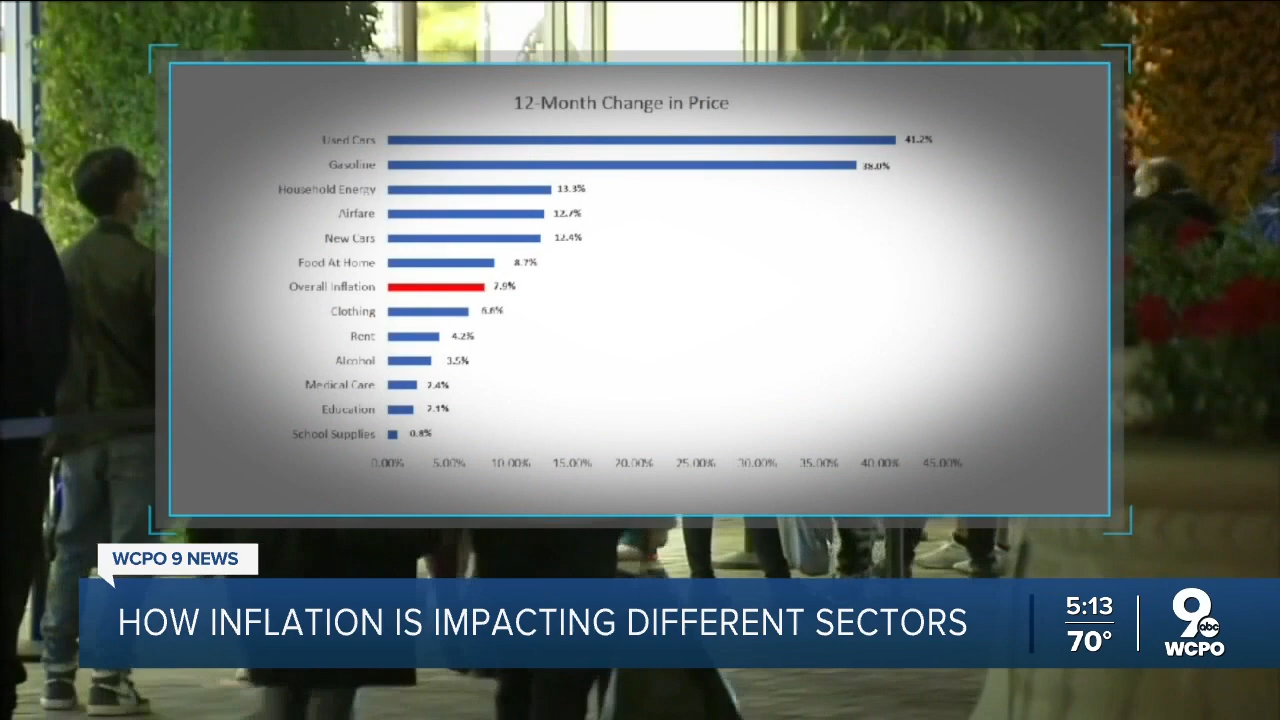 12-Month Change in Price
Used Cars 41.2%
Gasoline 38.0%
Household Energy 13.3%
Airfare 12.7%
New Cars 12.4%
Food At Home 8.7%
Overall Inflation 7.9%
Clothing 6.6%
Rent 4.2%
Alcohol 3.5%
Medical Care 2.4%
Education 2.1%
School Supplies 0.8%
0.00% 5.00% 10.00% 15.00% 20.00% 25.00% 30.00% 35.00% 40.00% 45.00%
WCPO 9 NEWS
HOW INFLATION IS IMPACTING DIFFERENT SECTORS
5:13
70°
9
abc
WCPO